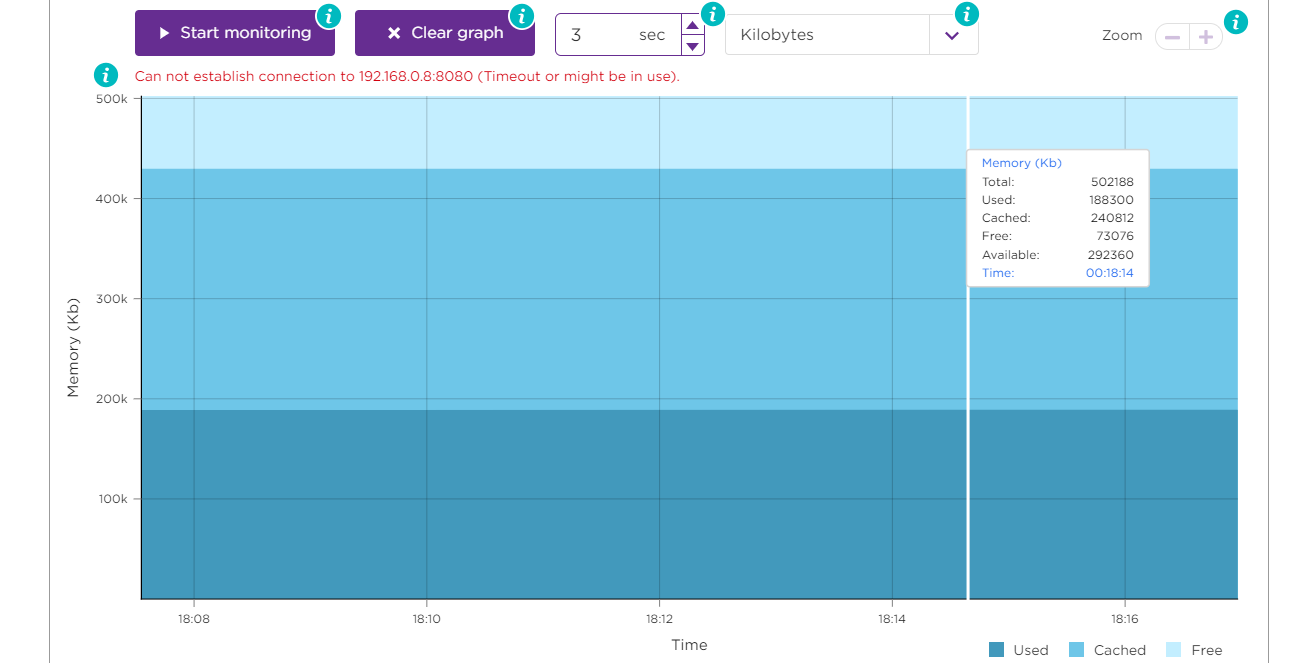 Start monitoring
Clear graph
3 sec
Kilobytes
Zoom
Can not establish connection to 192.168.0.8:8080 (Timeout or might be in use).
500k
400k
300k
200k
100k
Memory (Kb)
Memory (Kb)
Total: 502188
Used: 188300
Cached: 240812
Free: 73076
Available: 292360
Time: 00:18:14
18:08 18:10 18:12 18:14 18:16
Time
Used Cached Free